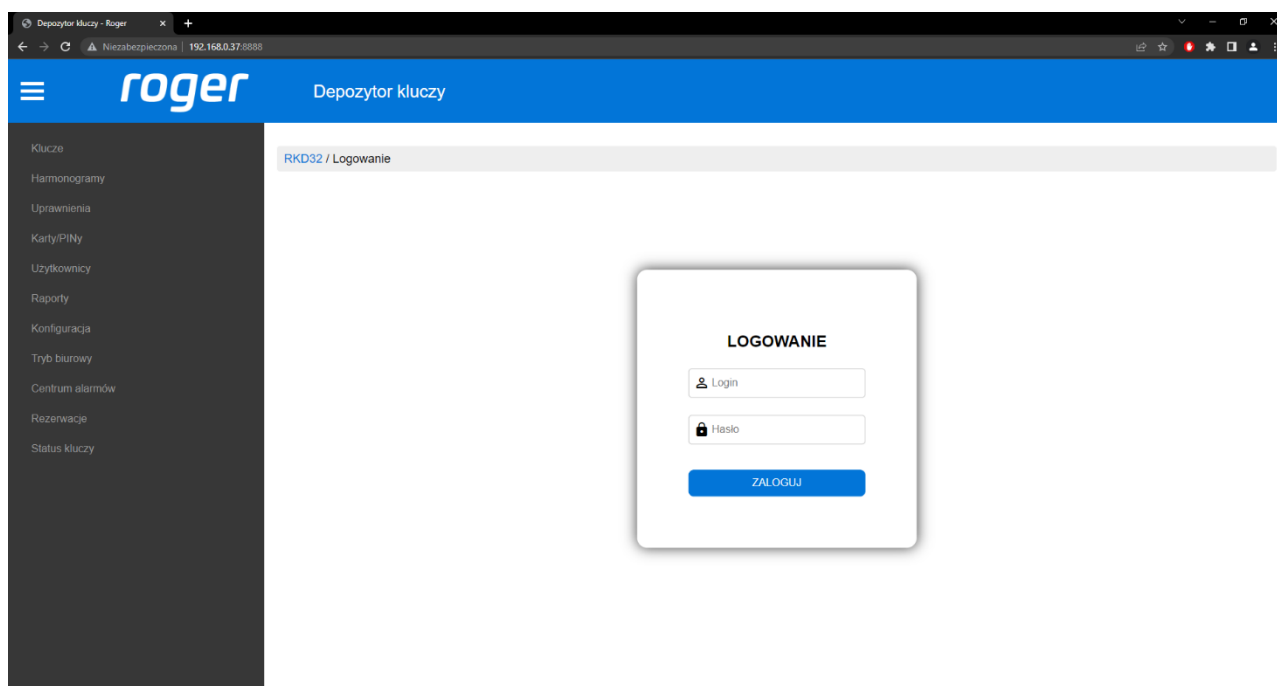 Depozytor kluczy - Roger
Niezabezpieczona | 192.168.0.37:8888
roger
Depozytor kluczy
Klucze
Harmonogramy
Uprawnienia
Karty/PINy
Użytkownicy
Raporty
Konfiguracja
Tryb biurowy
Centrum alarmów
Rezerwacje
Status kluczy
RKD32 / Logowanie
LOGOWANIE
Login
Hasło
ZALOGUJ